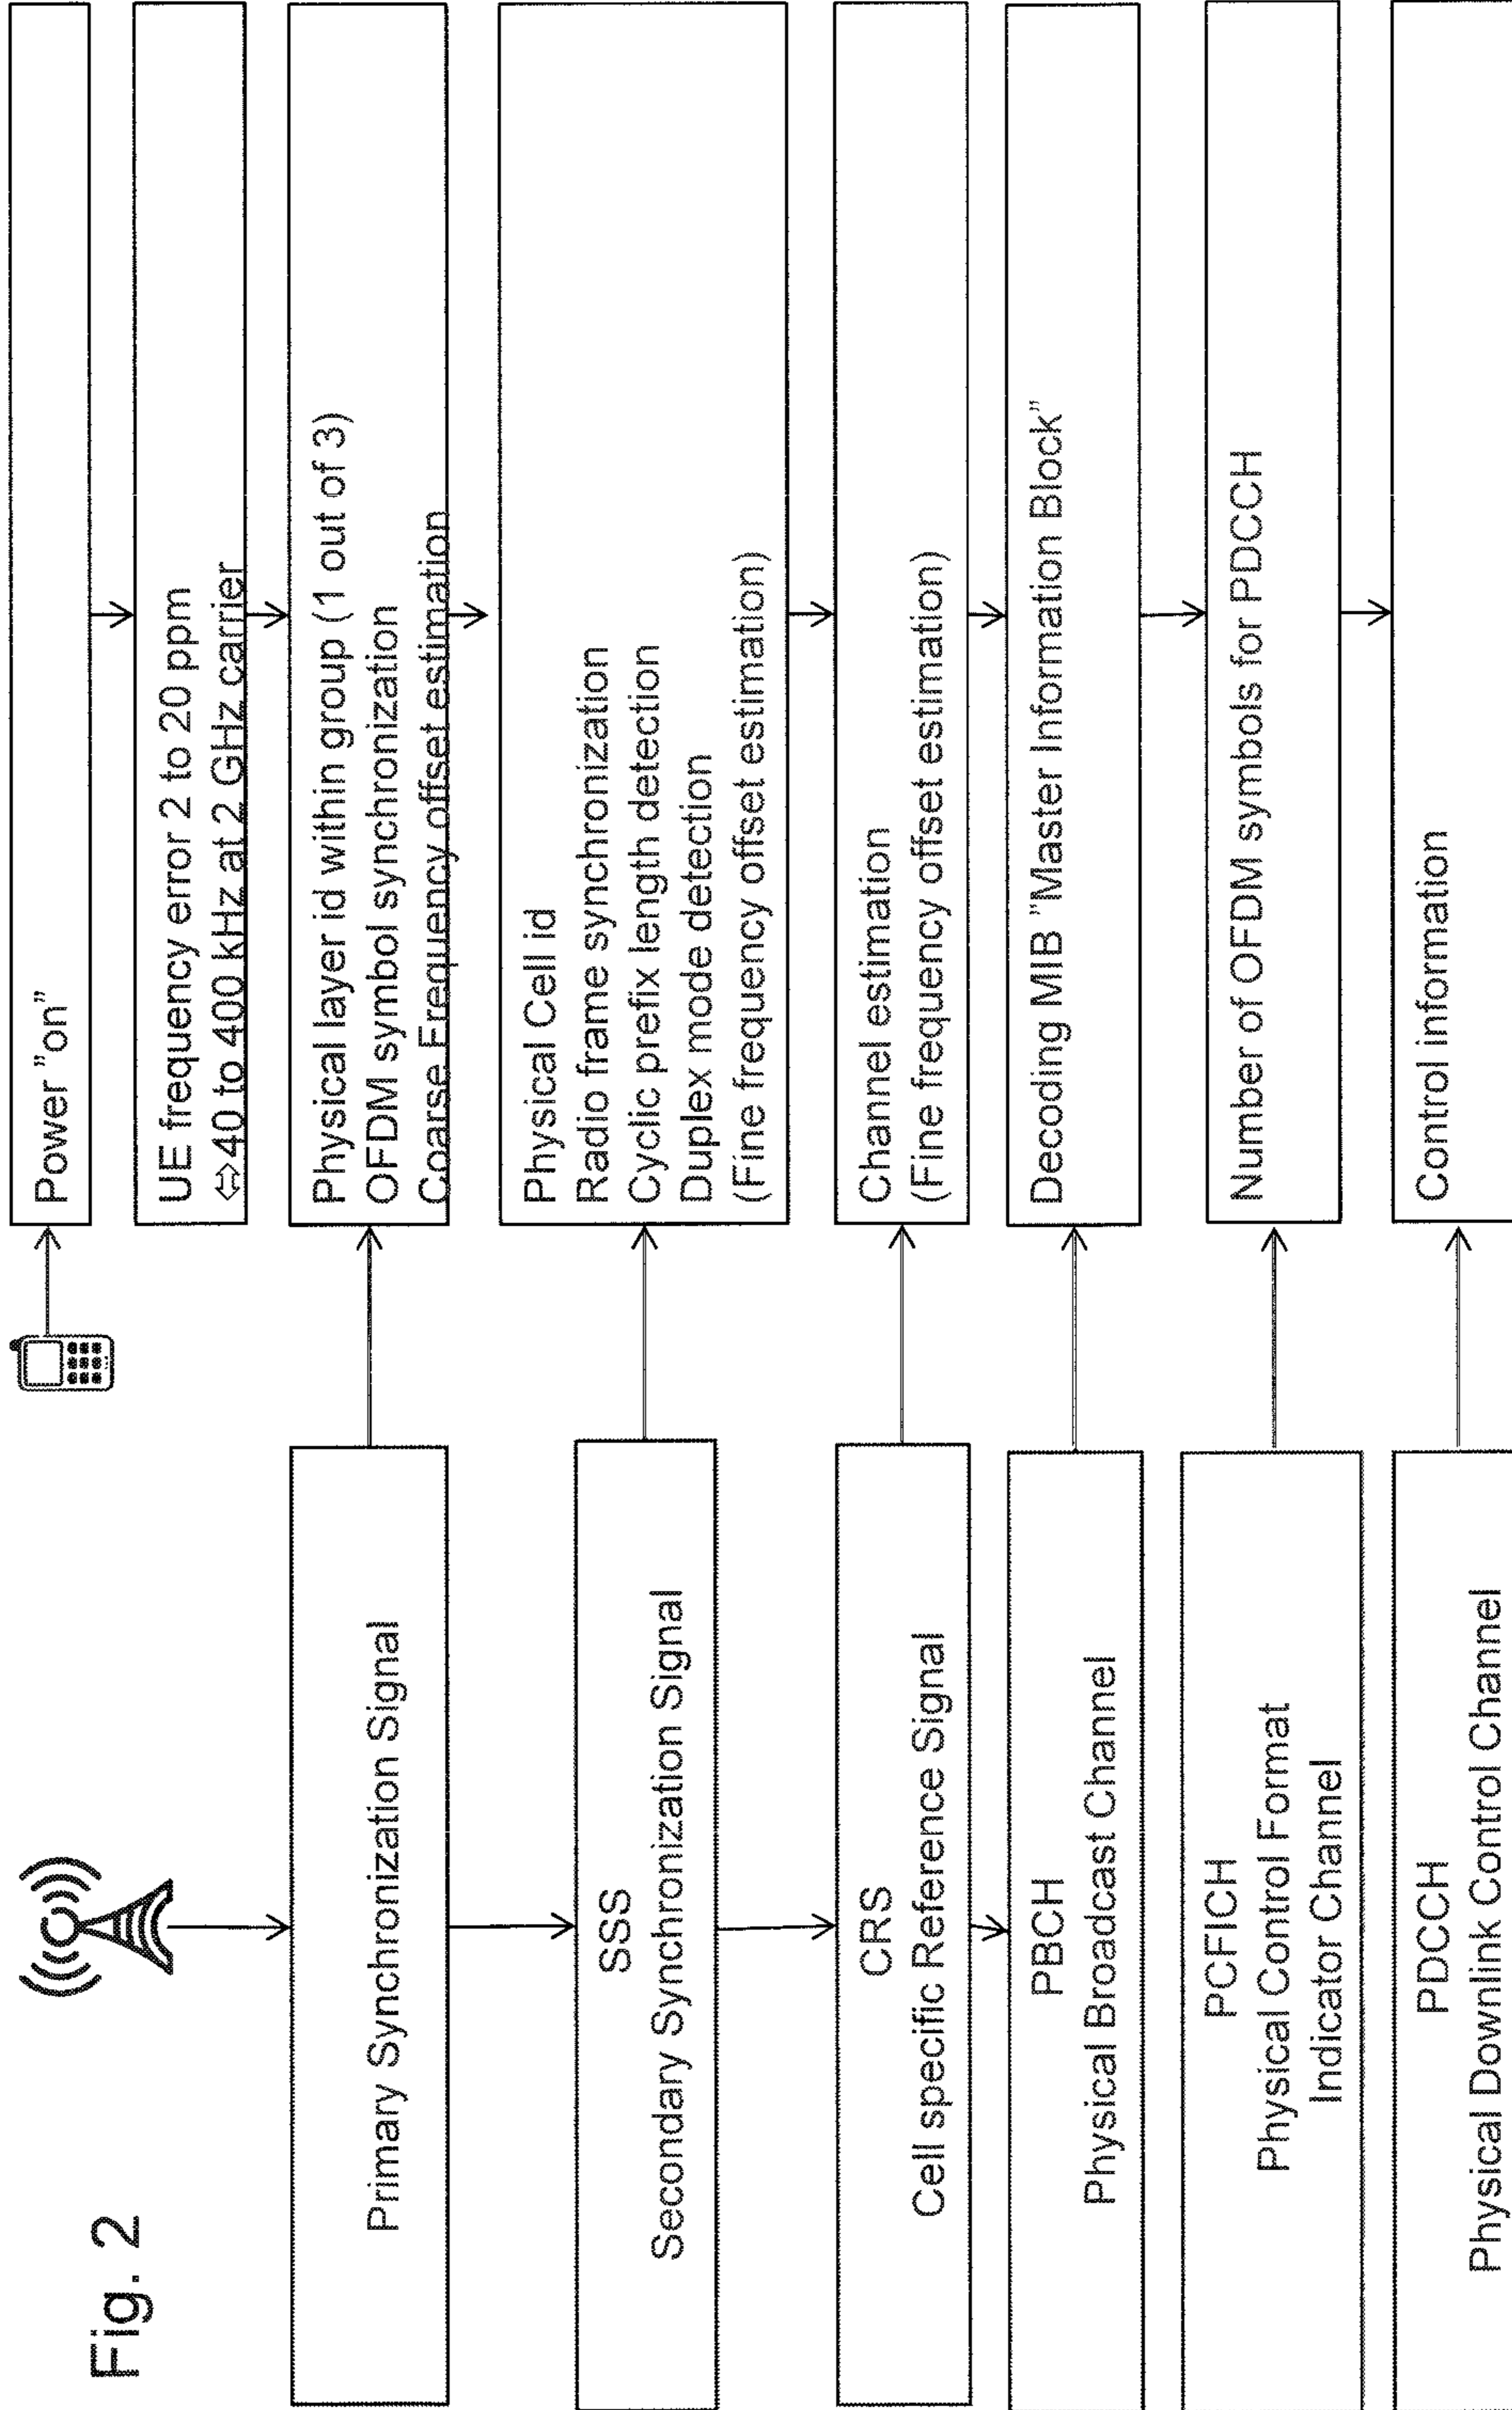 Fig. 2
Power "on"
UE frequency error 2 to 20 ppm
⇔40 to 400 kHz at 2 GHz carrier
Primary Synchronization Signal
Physical layer id within group (1 out of 3)
OFDM symbol synchronization
Coarse Frequency offset estimation
SSS
Secondary Synchronization Signal
Physical Cell id
Radio frame synchronization
Cyclic prefix length detection
Duplex mode detection
(Fine frequency offset estimation)
CRS
Cell specific Reference Signal
Channel estimation
(Fine frequency offset estimation)
PBCH
Physical Broadcast Channel
Decoding MIB "Master Information Block"
PCFICH
Physical Control Format
Indicator Channel
Number of OFDM symbols for PDCCH
PDCCH
Physical Downlink Control Channel
Control information